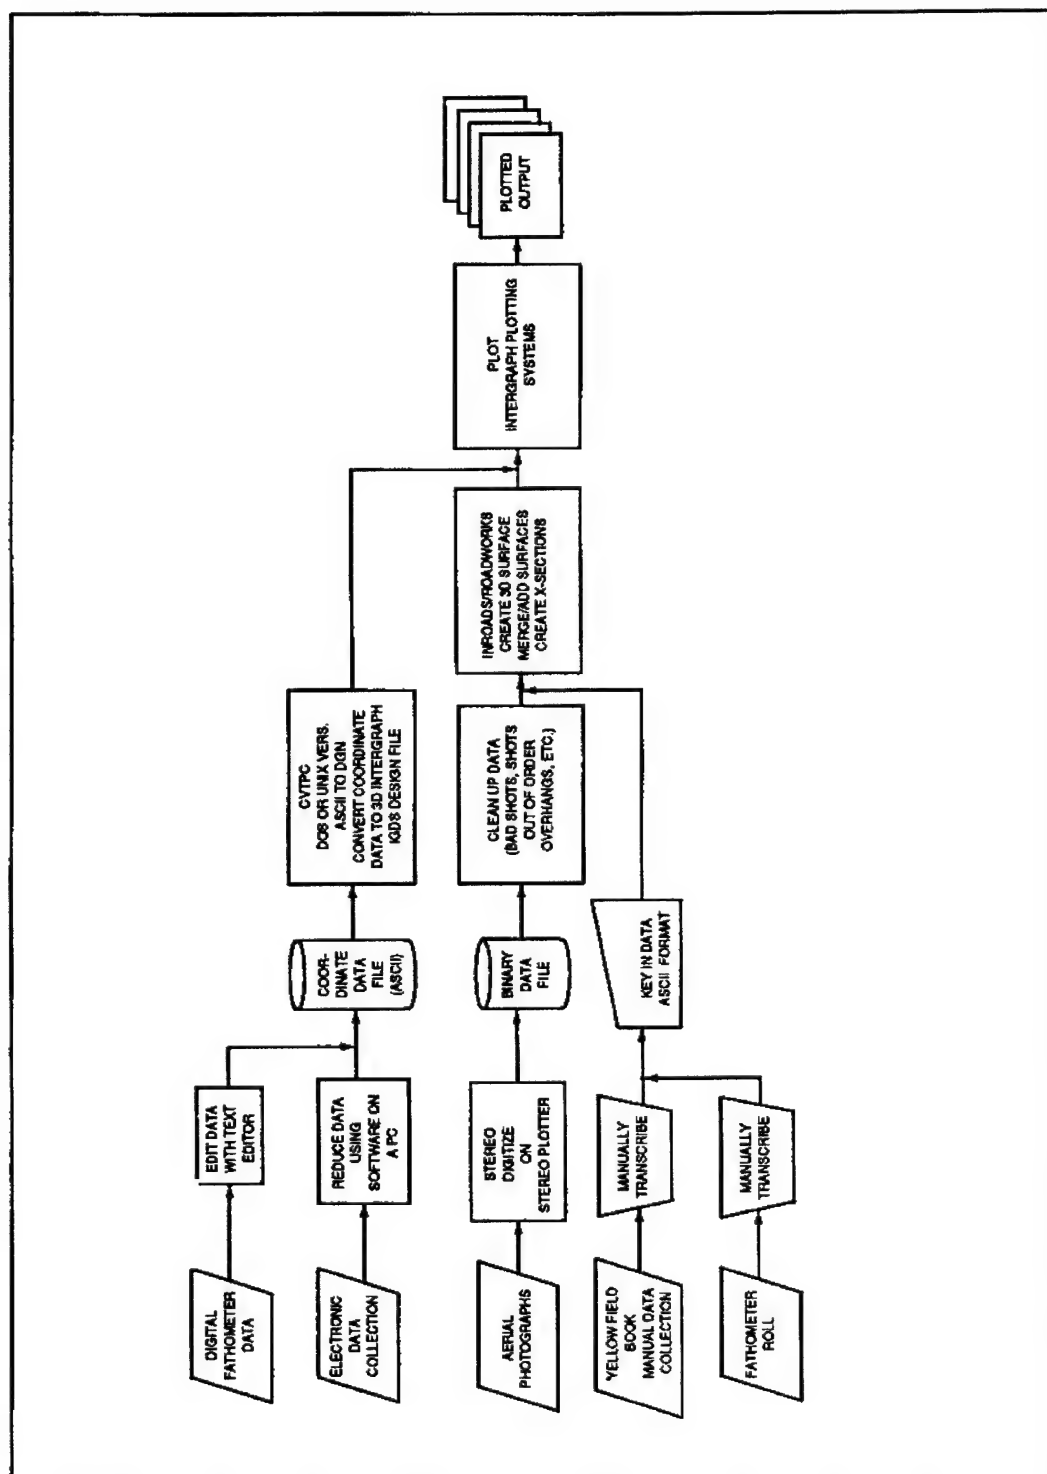 DIGITAL
FATHOMETER
DATA
EDIT DATA
WITH TEXT
EDITOR
ELECTRONIC
DATA
COLLECTION
REDUCE DATA
USING
SOFTWARE ON
A PC
COOR-
DINATE
DATA
FILE
(ASCII)
CVTPC
DOS OR UNIX VERS.
ASCII TO DGN
CONVERT COORDINATE
DATA TO 3D INTERGRAPH
IGDS DESIGN FILE
AERIAL
PHOTOGRAPHS
STEREO
DIGITIZE
ON
STEREO PLOTTER
BINARY
DATA
FILE
CLEAN UP DATA
(BAD SHOTS, SHOTS
OUT OF ORDER
OVERHANGS, ETC.)
INROADS/ROADWORKS
CREATE 3D SURFACE
MERGE/ADD SURFACES
CREATE X-SECTIONS
PLOT
INTERGRAPH PLOTTING
SYSTEMS
PLOTTED
OUTPUT
YELLOW FIELD
BOOK
MANUAL DATA
COLLECTION
MANUALLY
TRANSCRIBE
KEY IN DATA
ASCII FORMAT
FATHOMETER
ROLL
MANUALLY
TRANSCRIBE